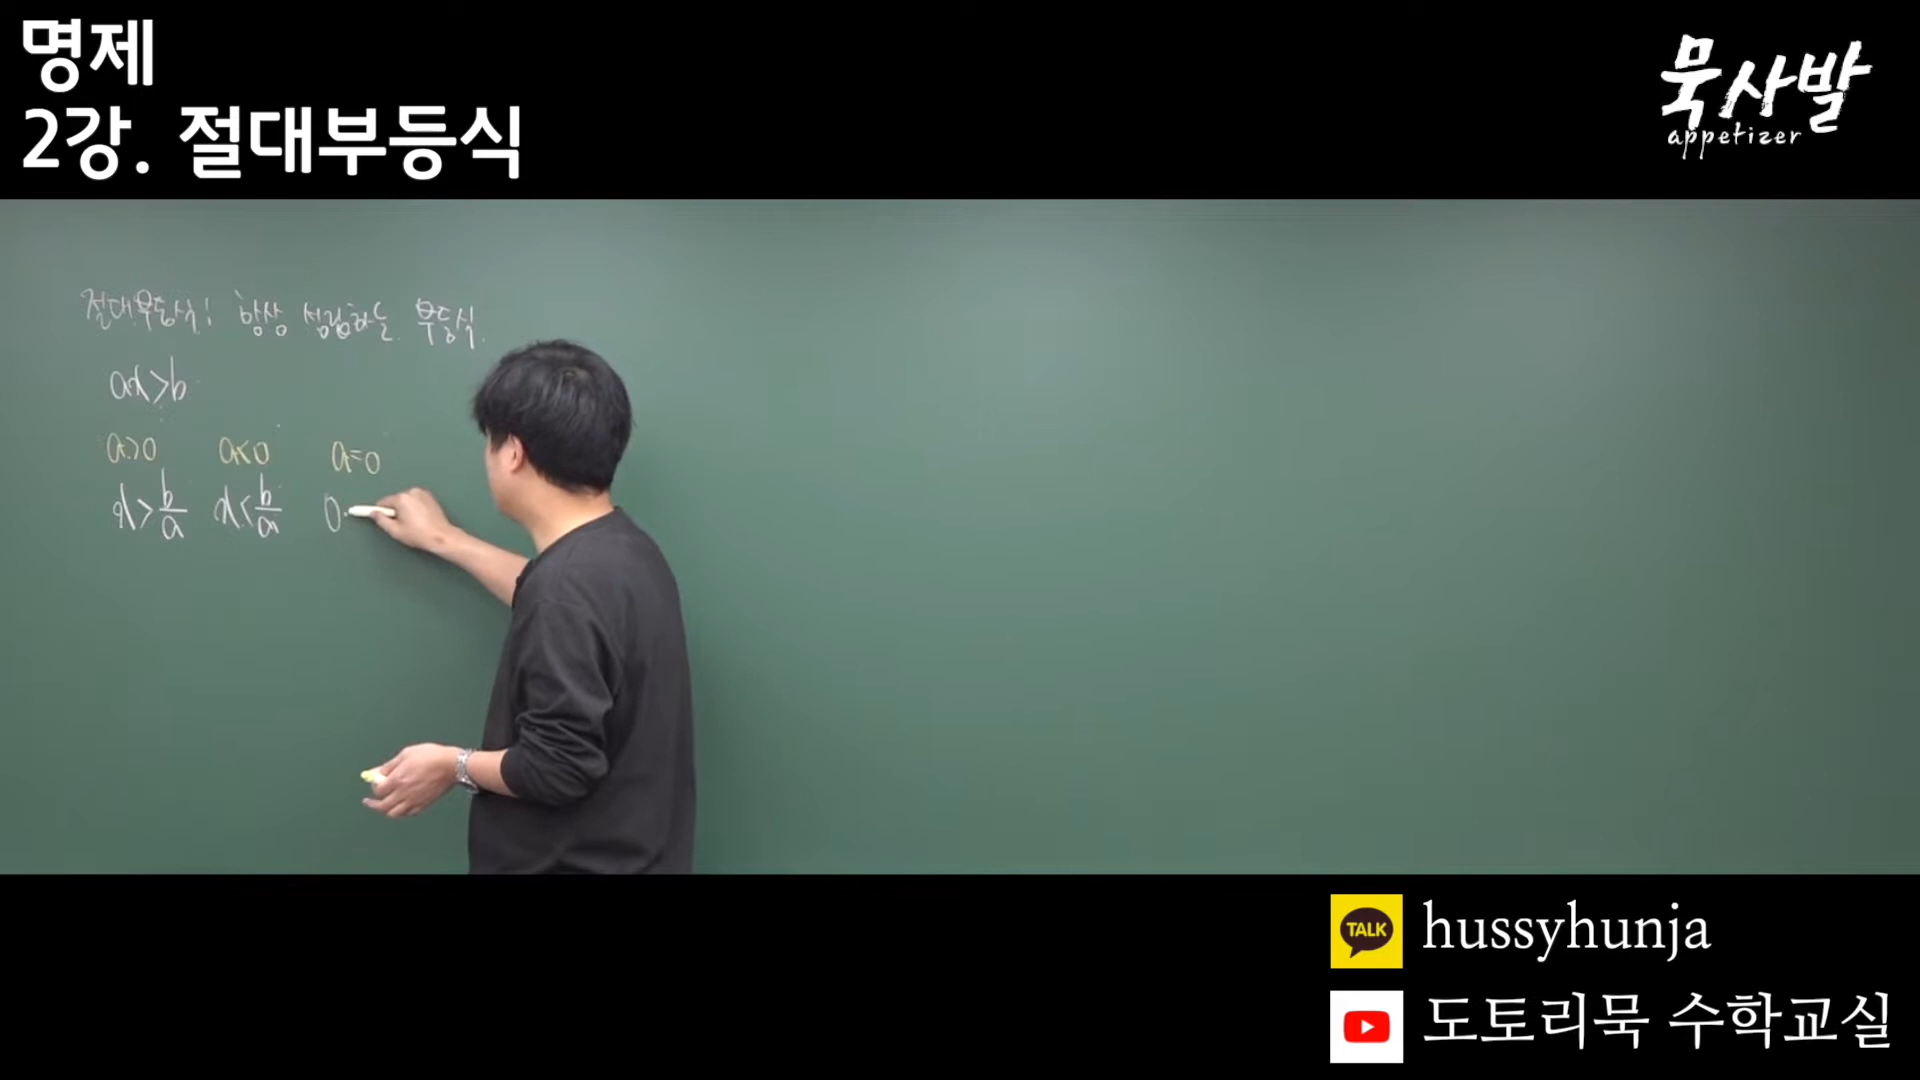 명제
2강. 절대부등식
묵사발
appetizer
절대부등식: 항상 성립하는 부등식.
ax>b
a>0 a<0 a=0
x>b/a x<b/a 0·
TALK hussyhunja
도토리묵 수학교실